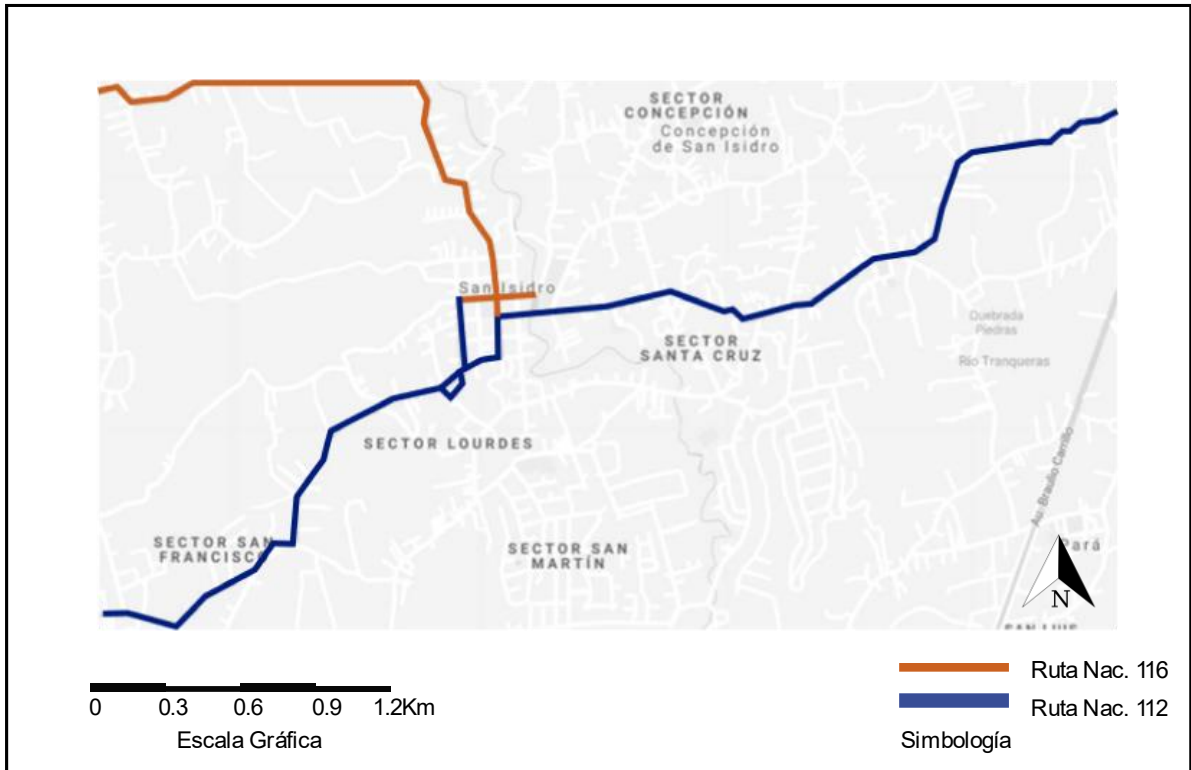 SECTOR
CONCEPCIÓN
Concepción
de San Isidro
San Isidro
Quebrada
Piedras
SECTOR
SANTA CRUZ
Río Tranqueras
SECTOR LOURDES
Av. Braulio Carrillo
SECTOR SAN
FRANCISCO
SECTOR SAN
MARTÍN
Pará
N
SAN LUIS
Ruta Nac. 116
0 0.3 0.6 0.9 1.2Km
Ruta Nac. 112
Escala Gráfica
Simbología